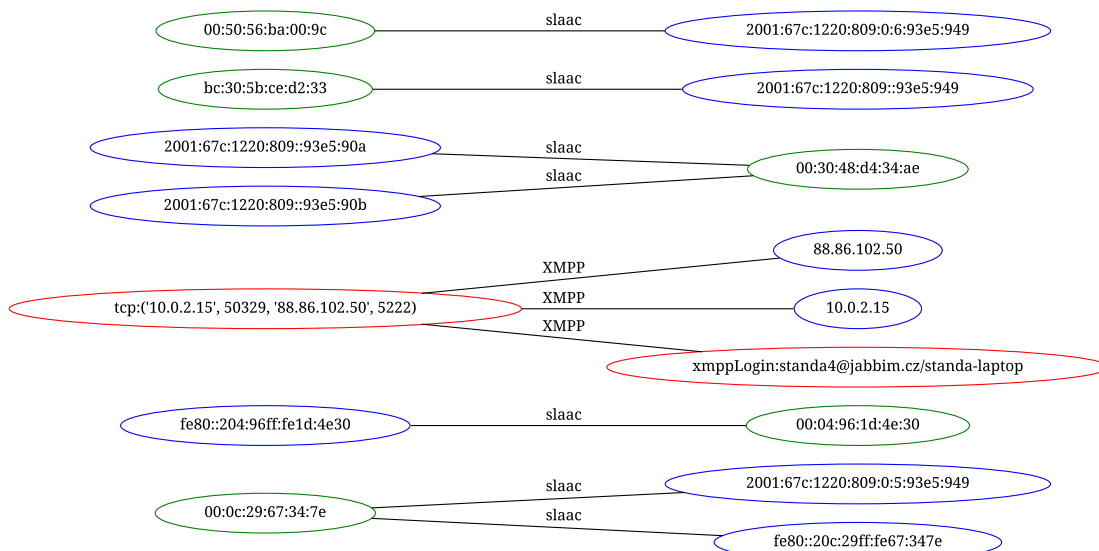 00:50:56:ba:00:9c
slaac
2001:67c:1220:809:0:6:93e5:949
bc:30:5b:ce:d2:33
slaac
2001:67c:1220:809::93e5:949
2001:67c:1220:809::93e5:90a
slaac
00:30:48:d4:34:ae
slaac
2001:67c:1220:809::93e5:90b
88.86.102.50
XMPP
tcp:('10.0.2.15', 50329, '88.86.102.50', 5222)
XMPP
10.0.2.15
XMPP
xmppLogin:standa4@jabbim.cz/standa-laptop
fe80::204:96ff:fe1d:4e30
slaac
00:04:96:1d:4e:30
slaac
2001:67c:1220:809:0:5:93e5:949
00:0c:29:67:34:7e
slaac
fe80::20c:29ff:fe67:347e